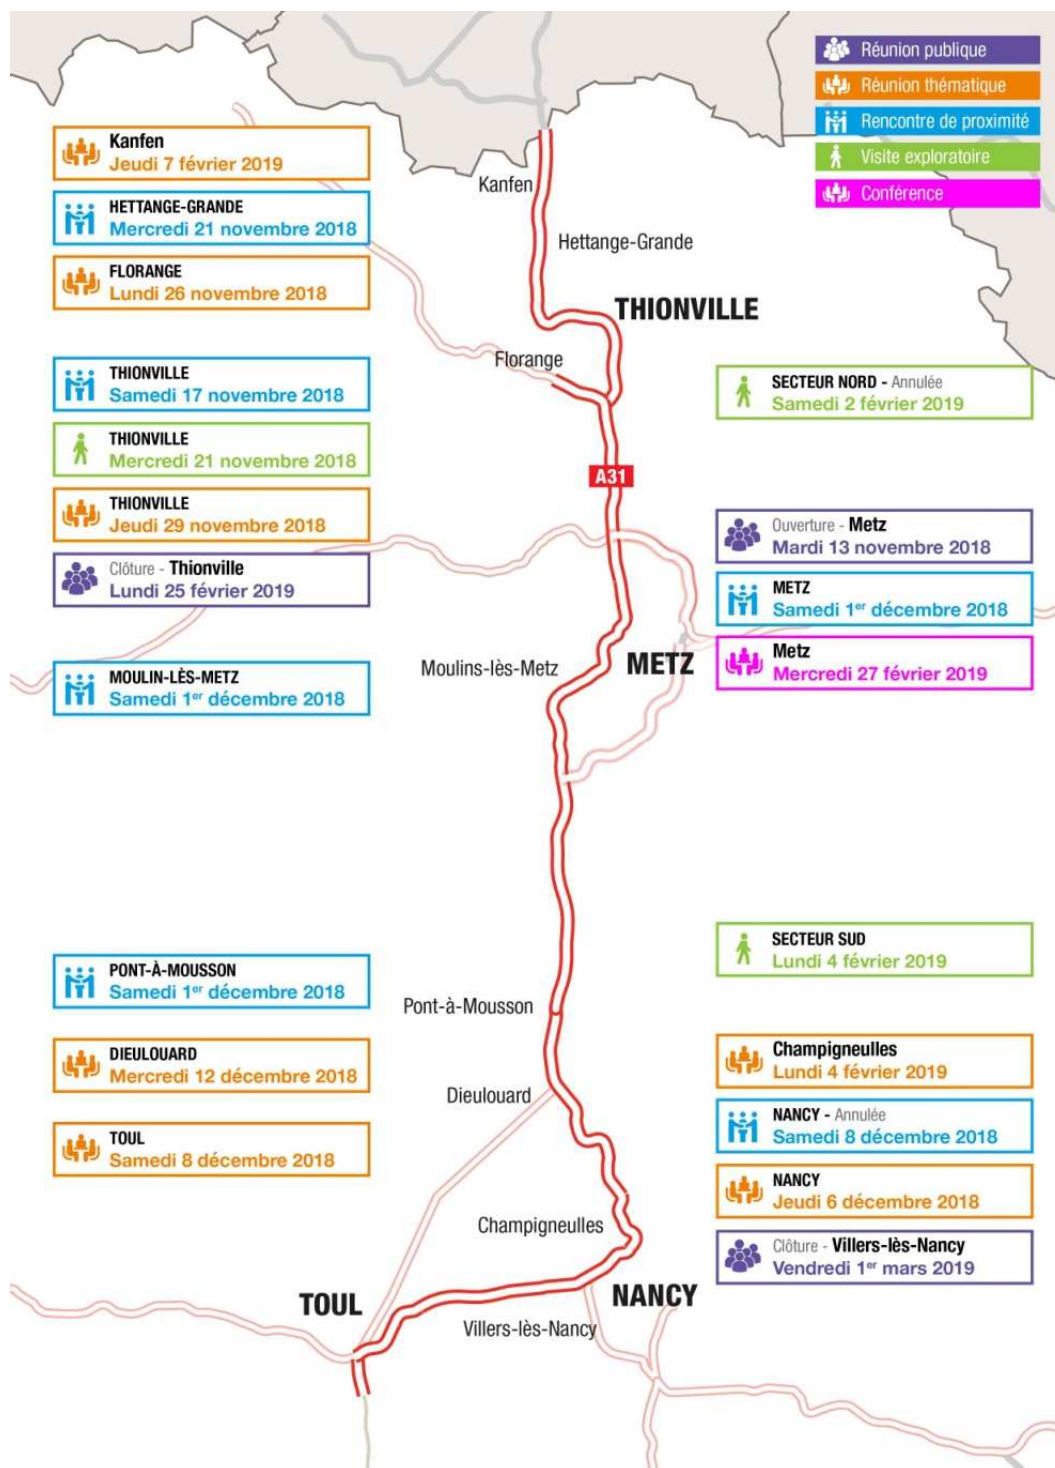 Réunion publique
Réunion thématique
Rencontre de proximité
Visite exploratoire
Conférence
Kanfen
Jeudi 7 février 2019
HETTANGE-GRANDE
Mercredi 21 novembre 2018
FLORANGE
Lundi 26 novembre 2018
THIONVILLE
Samedi 17 novembre 2018
THIONVILLE
Mercredi 21 novembre 2018
THIONVILLE
Jeudi 29 novembre 2018
Clôture - Thionville
Lundi 25 février 2019
MOULIN-LÈS-METZ
Samedi 1er décembre 2018
PONT-À-MOUSSON
Samedi 1er décembre 2018
DIEULOUARD
Mercredi 12 décembre 2018
TOUL
Samedi 8 décembre 2018
Kanfen
Hettange-Grande
THIONVILLE
Florange
A31
Moulins-lès-Metz
METZ
Pont-à-Mousson
Dieulouard
Champigneulles
TOUL
NANCY
Villers-lès-Nancy
SECTEUR NORD - Annulée
Samedi 2 février 2019
Ouverture - Metz
Mardi 13 novembre 2018
METZ
Samedi 1er décembre 2018
Metz
Mercredi 27 février 2019
SECTEUR SUD
Lundi 4 février 2019
Champigneulles
Lundi 4 février 2019
NANCY - Annulée
Samedi 8 décembre 2018
NANCY
Jeudi 6 décembre 2018
Clôture - Villers-lès-Nancy
Vendredi 1er mars 2019